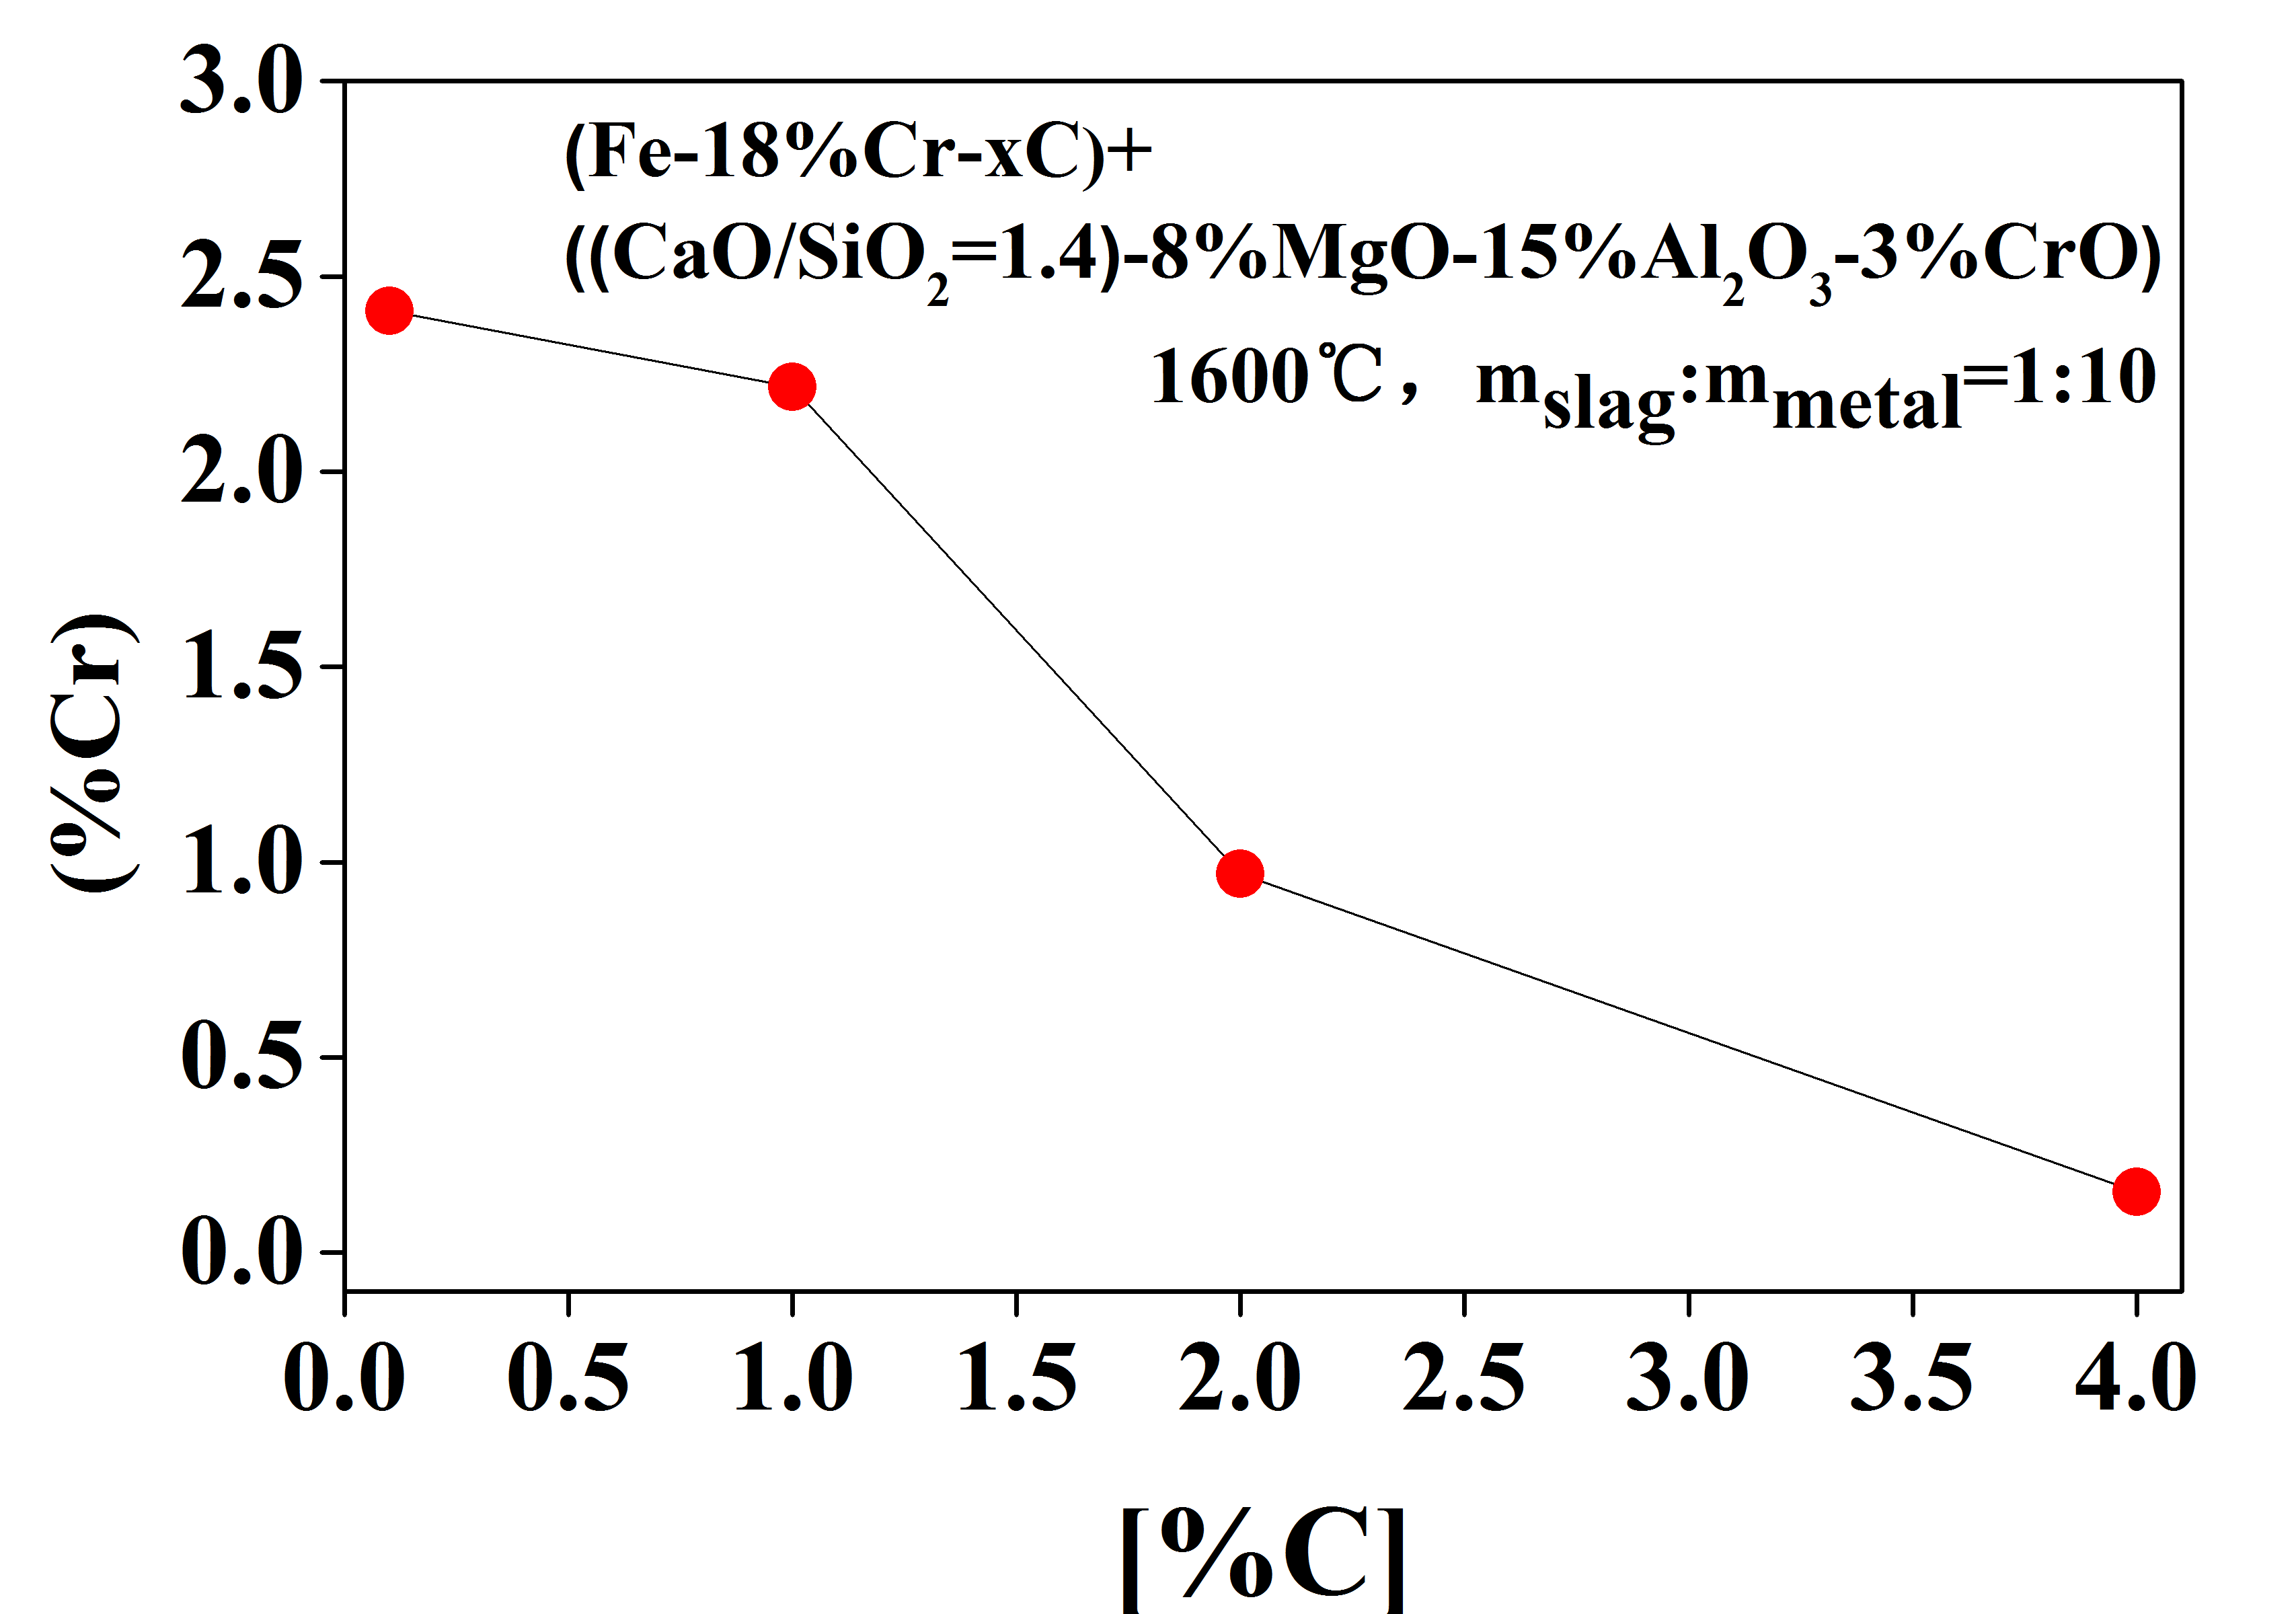 (Fe-18%Cr-xC)+
((CaO/SiO₂=1.4)-8%MgO-15%Al₂O₃-3%CrO)
1600℃，mslag:mmetal=1:10
3.0
2.5
2.0
1.5
1.0
0.5
0.0
(%Cr)
0.0 0.5 1.0 1.5 2.0 2.5 3.0 3.5 4.0
[%C]